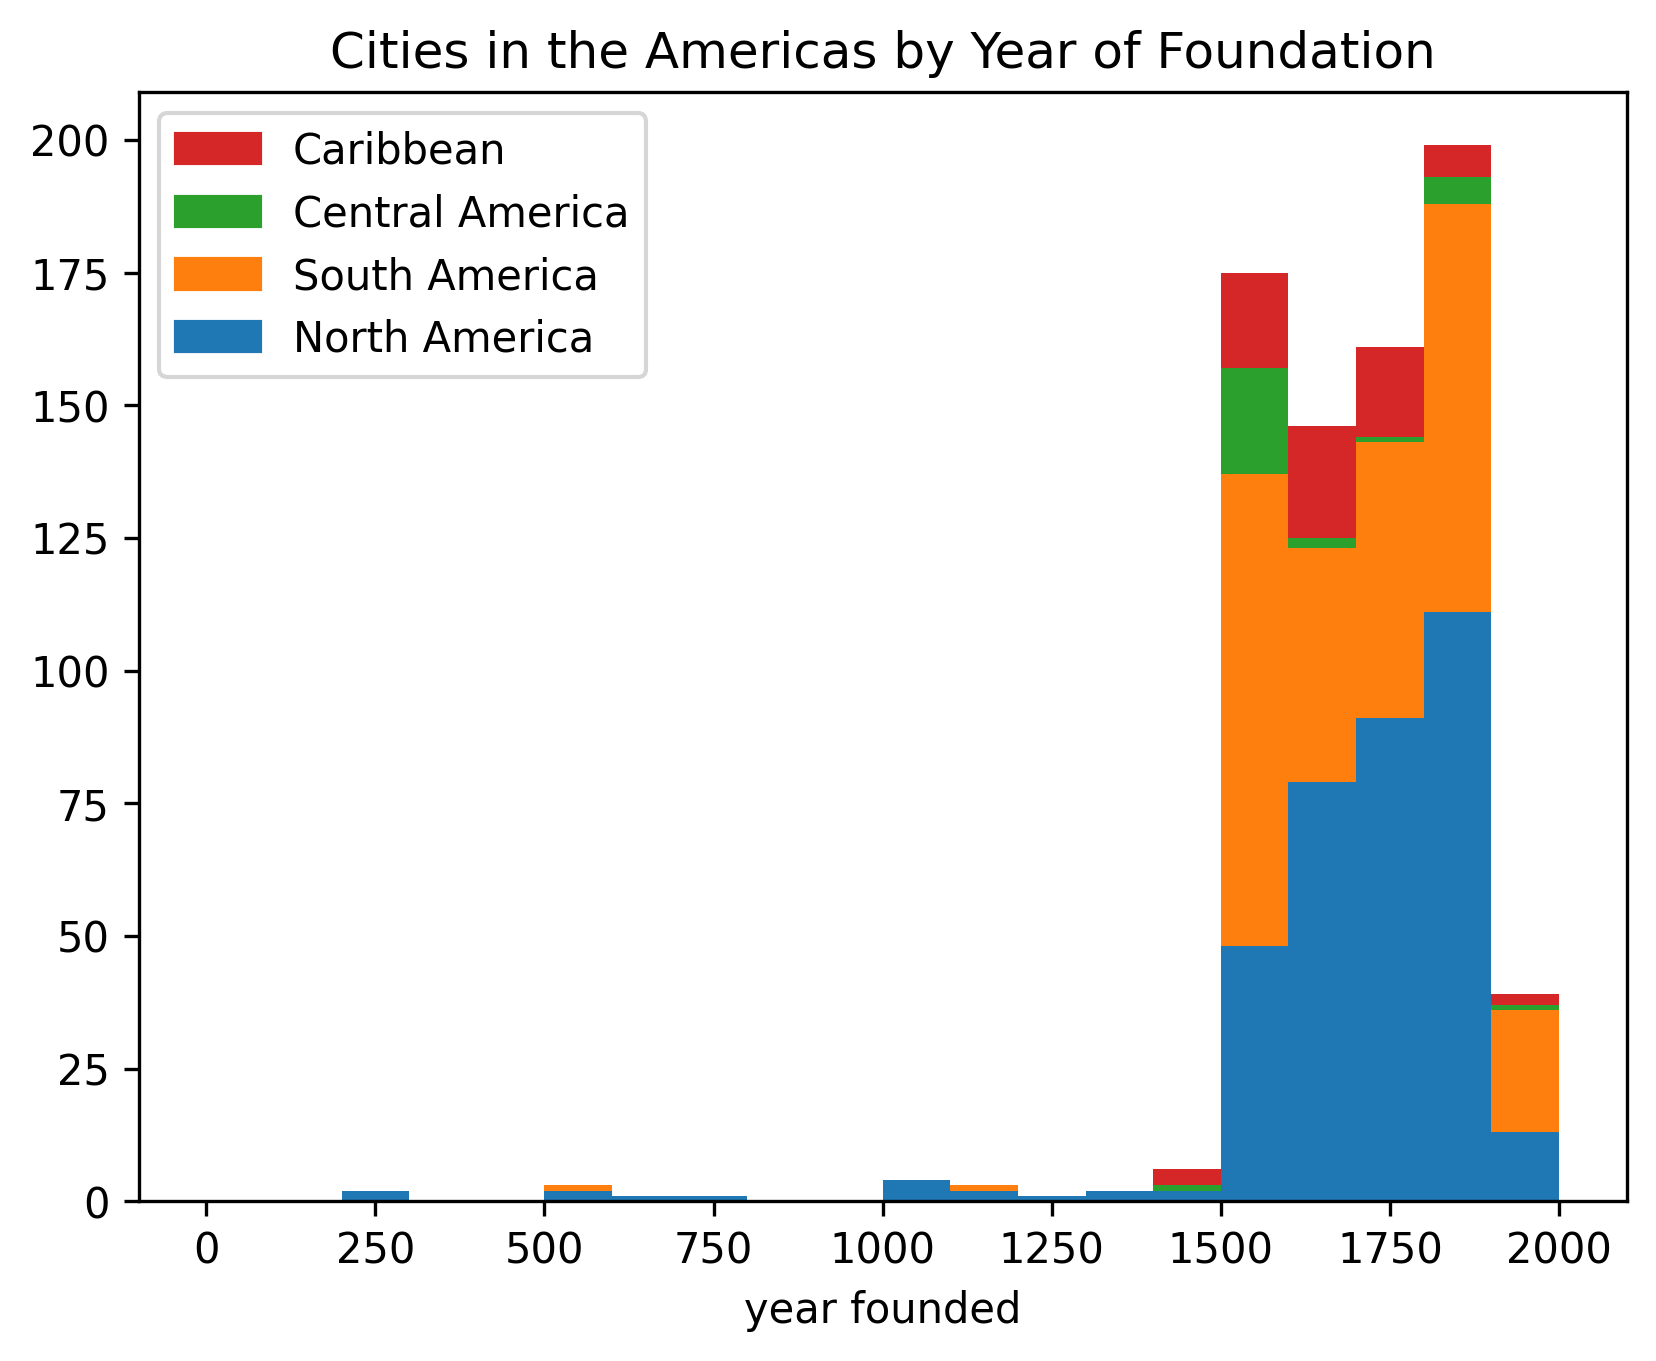 Cities in the Americas by Year of Foundation
Caribbean
Central America
South America
North America
200
175
150
125
100
75
50
25
0
0 250 500 750 1000 1250 1500 1750 2000
year founded